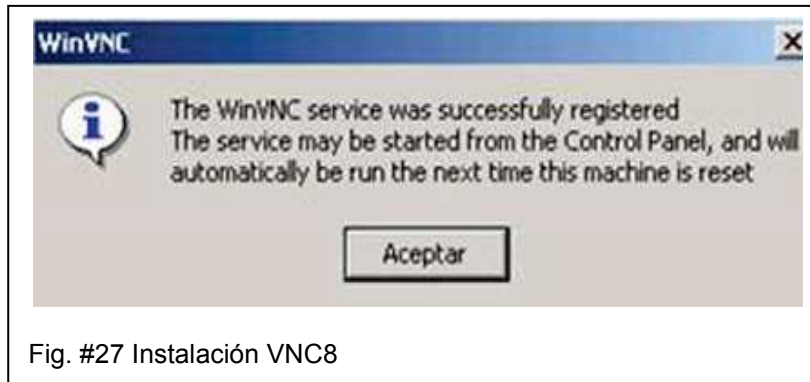 WinVNC
The WinVNC service was successfully registered
The service may be started from the Control Panel, and will
automatically be run the next time this machine is reset
Aceptar
Fig. #27 Instalación VNC8